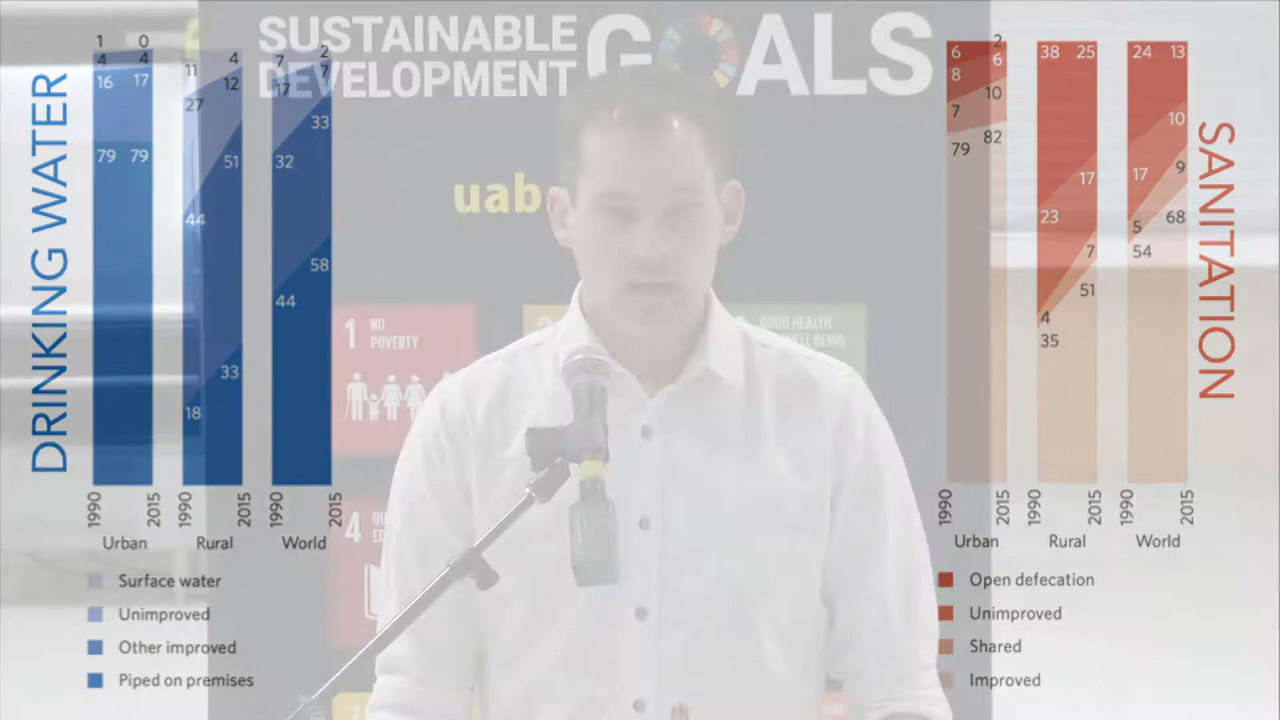 SUSTAINABLE
DEVELOPMENT
GOALS
uab
1 NO
POVERTY
GOOD HEALTH
4
DRINKING WATER
1 0
4 4
16 17
79 79
11 4
27 12
44 51
18 33
7 2
17 7
32 33
44 58
1990 2015 1990 2015 1990 2015
Urban Rural World
Surface water
Unimproved
Other improved
Piped on premises
SANITATION
6 2
8 6
7 10
79 82
38 25
23 17
4 7
35 51
24 13
17 10
5 9
54 68
1990 2015 1990 2015 1990 2015
Urban Rural World
Open defecation
Unimproved
Shared
Improved